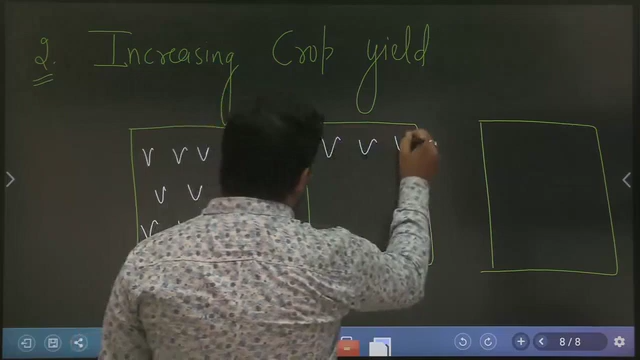 2. Increasing Crop yield
v v v v v v
v v
v
8/8